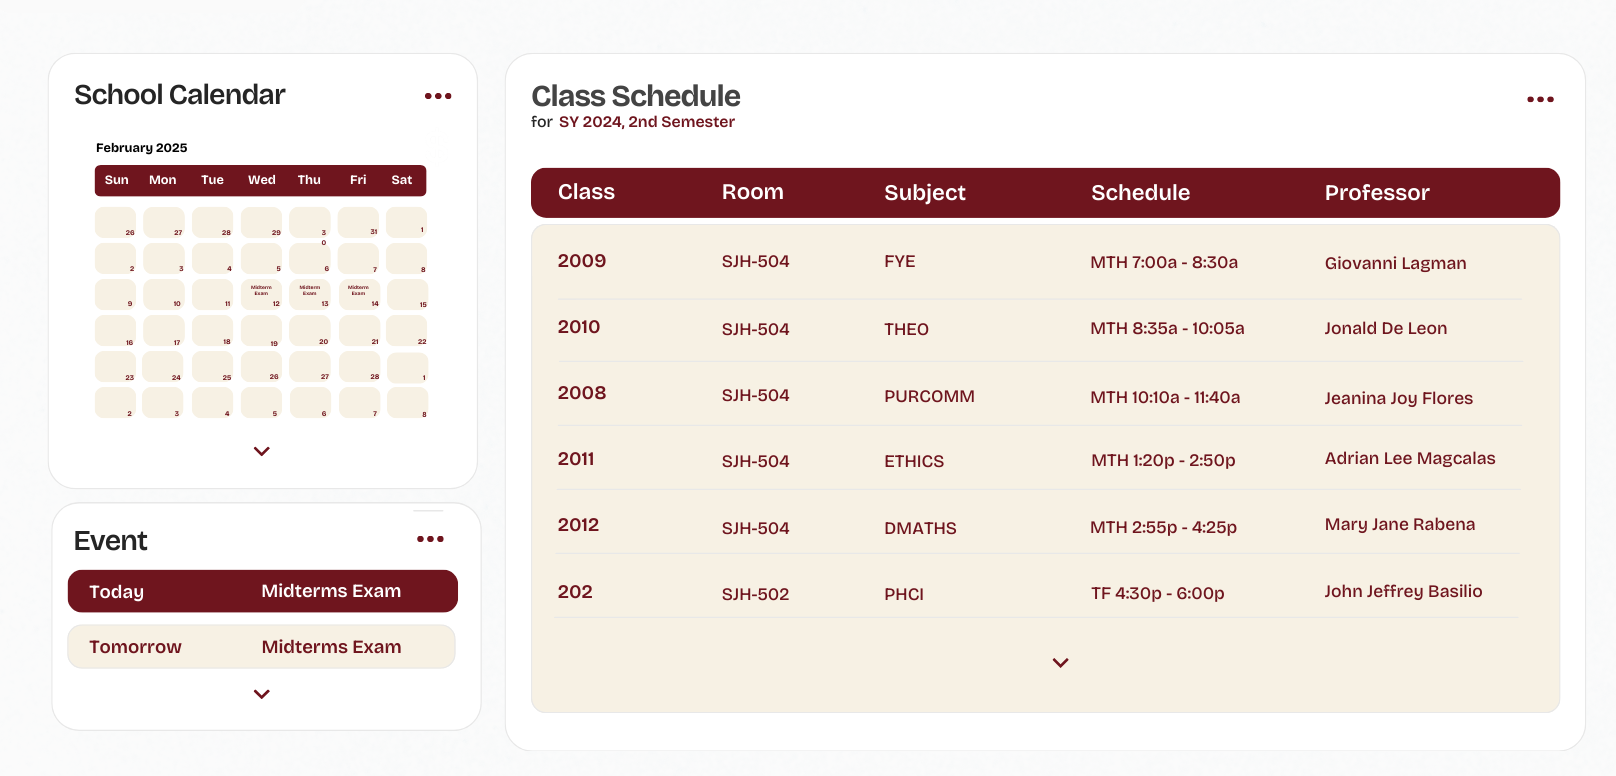 School Calendar
February 2025
Sun Mon Tue Wed Thu Fri Sat
26 27 28 29 3 31 1
0
2 3 4 5 6 7 8
Midterm Midterm Midterm
Exam Exam Exam
9 10 11 12 13 14 15
16 17 18 19 20 21 22
23 24 25 26 27 28 1
2 3 4 5 6 7 8
Event
Today Midterms Exam
Tomorrow Midterms Exam
Class Schedule
for SY 2024, 2nd Semester
Class Room Subject Schedule Professor
2009 SJH-504 FYE MTH 7:00a - 8:30a Giovanni Lagman
2010 SJH-504 THEO MTH 8:35a - 10:05a Jonald De Leon
2008 SJH-504 PURCOMM MTH 10:10a - 11:40a Jeanina Joy Flores
2011 SJH-504 ETHICS MTH 1:20p - 2:50p Adrian Lee Magcalas
2012 SJH-504 DMATHS MTH 2:55p - 4:25p Mary Jane Rabena
202 SJH-502 PHCI TF 4:30p - 6:00p John Jeffrey Basilio